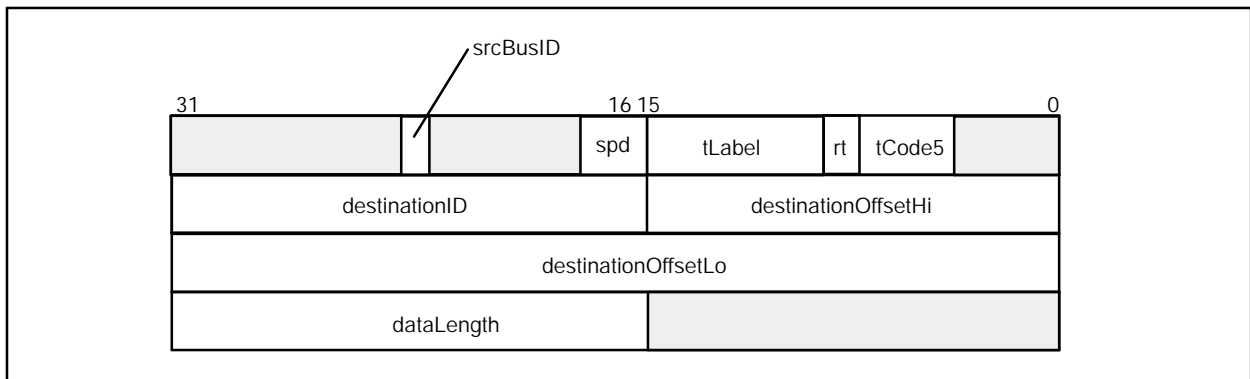 srcBusID
31 16 15 0
spd tLabel rt tCode5
destinationID destinationOffsetHi
destinationOffsetLo
dataLength